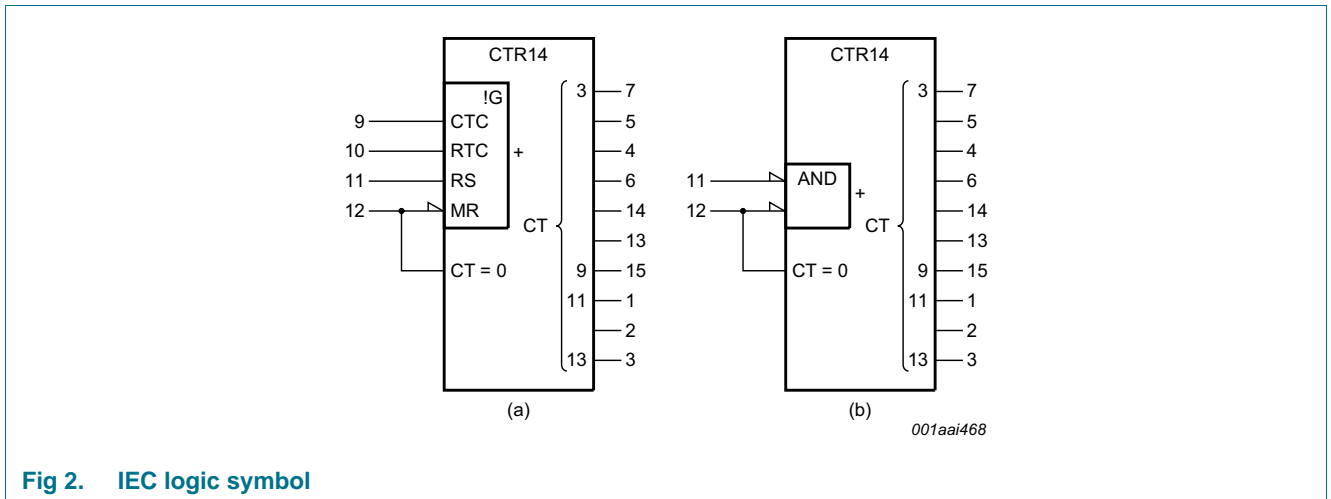 CTR14 CTR14
!G 3 7 3 7
9 CTC 5 5
10 RTC + 4 4
11 RS 6 11 AND + 6
12 MR 14 12 14
CT CT
13 13
CT = 0 9 15 CT = 0 9 15
11 1 11 1
2 2
13 3 13 3
(a) (b)
001aai468
Fig 2. IEC logic symbol